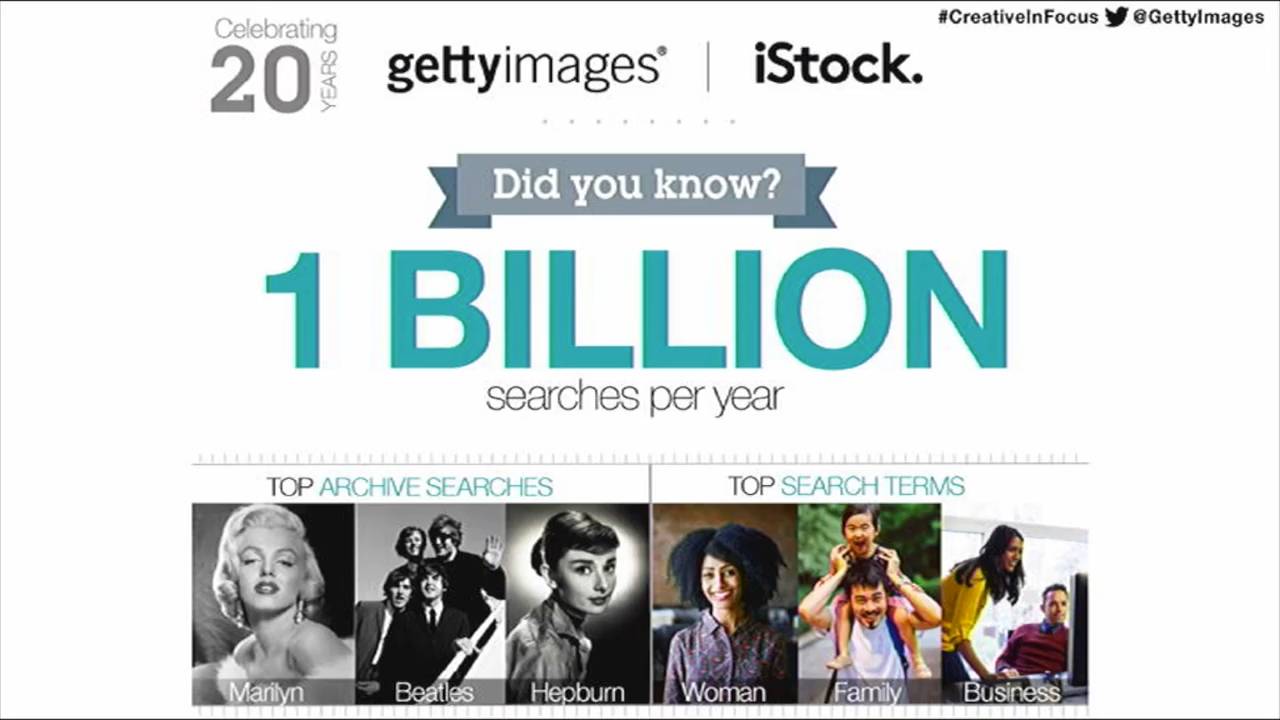 #CreativeInFocus @GettyImages
Celebrating
20
YEARS
gettyimages®
iStock.
Did you know?
1 BILLION
searches per year
TOP ARCHIVE SEARCHES
TOP SEARCH TERMS
Marilyn
Beatles
Hepburn
Woman
Family
Business